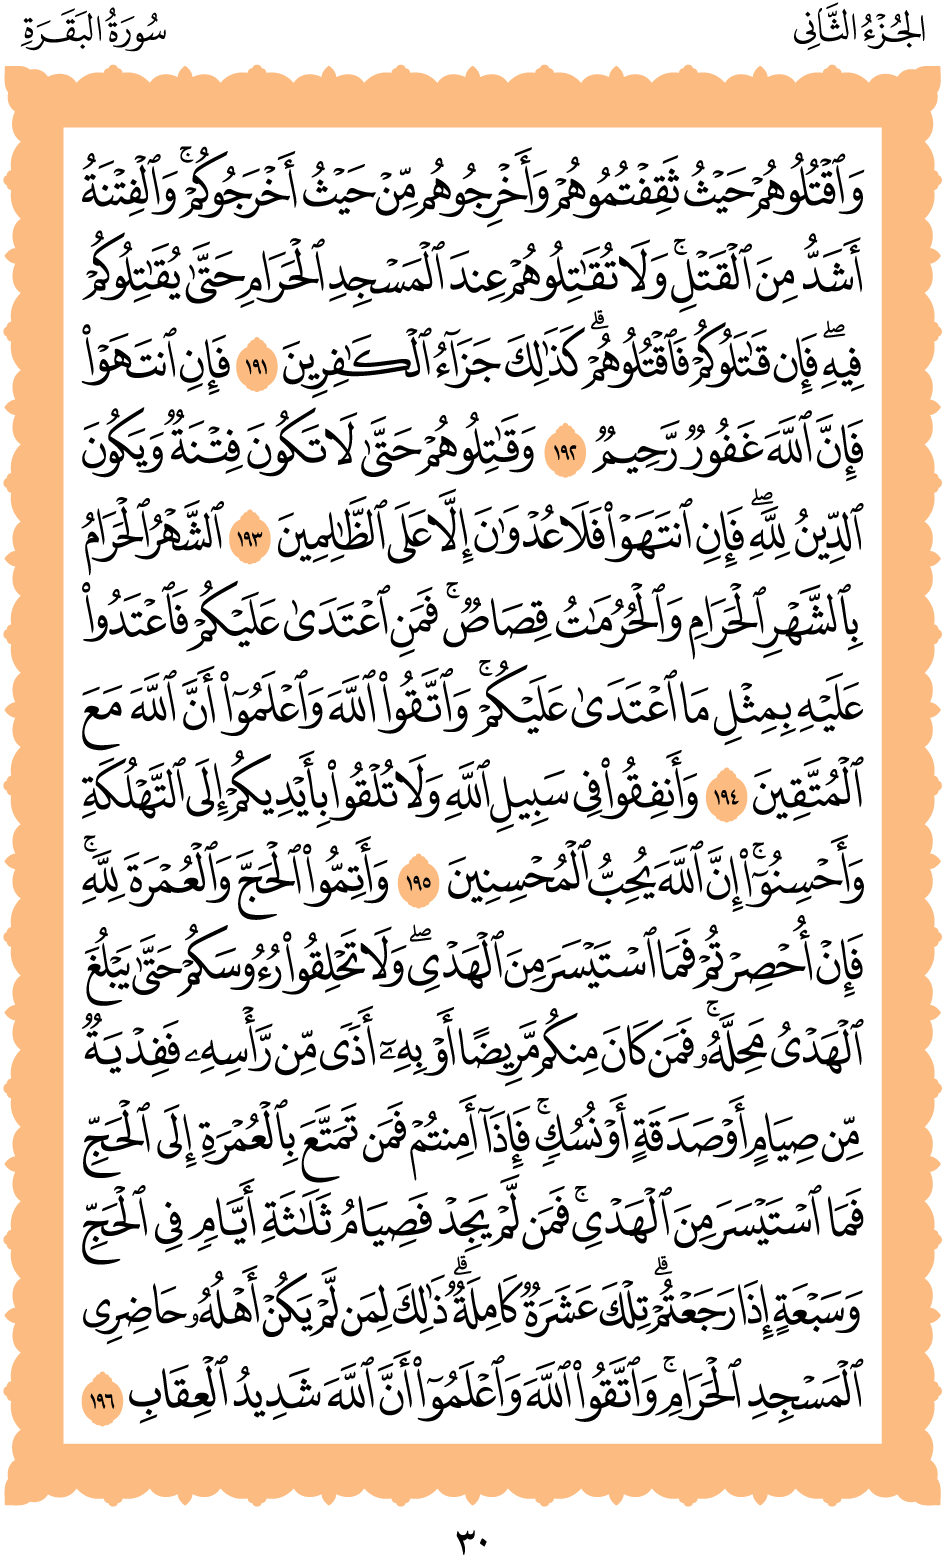 الجُزْءُ الثَّانِى
سُورَةُ البَقَرَةِ
وَٱقْتُلُوهُمْ حَيْثُ ثَقِفْتُمُوهُمْ وَأَخْرِجُوهُم مِّنْ حَيْثُ أَخْرَجُوكُمْۚ وَٱلْفِتْنَةُ
أَشَدُّ مِنَ ٱلْقَتْلِۚ وَلَا تُقَٰتِلُوهُمْ عِندَ ٱلْمَسْجِدِ ٱلْحَرَامِ حَتَّىٰ يُقَٰتِلُوكُمْ
فِيهِۖ فَإِن قَٰتَلُوكُمْ فَٱقْتُلُوهُمْۗ كَذَٰلِكَ جَزَآءُ ٱلْكَٰفِرِينَ ١٩١ فَإِنِ ٱنتَهَوْا۟
فَإِنَّ ٱللَّهَ غَفُورٌ رَّحِيمٌ ١٩٢ وَقَٰتِلُوهُمْ حَتَّىٰ لَا تَكُونَ فِتْنَةٌ وَيَكُونَ
ٱلدِّينُ لِلَّهِۖ فَإِنِ ٱنتَهَوْا۟ فَلَا عُدْوَٰنَ إِلَّا عَلَى ٱلظَّٰلِمِينَ ١٩٣ ٱلشَّهْرُ ٱلْحَرَامُ
بِٱلشَّهْرِ ٱلْحَرَامِ وَٱلْحُرُمَٰتُ قِصَاصٌۚ فَمَنِ ٱعْتَدَىٰ عَلَيْكُمْ فَٱعْتَدُوا۟
عَلَيْهِ بِمِثْلِ مَا ٱعْتَدَىٰ عَلَيْكُمْۚ وَٱتَّقُوا۟ ٱللَّهَ وَٱعْلَمُوٓا۟ أَنَّ ٱللَّهَ مَعَ
ٱلْمُتَّقِينَ ١٩٤ وَأَنفِقُوا۟ فِى سَبِيلِ ٱللَّهِ وَلَا تُلْقُوا۟ بِأَيْدِيكُمْ إِلَى ٱلتَّهْلُكَةِ
وَأَحْسِنُوٓا۟ۚ إِنَّ ٱللَّهَ يُحِبُّ ٱلْمُحْسِنِينَ ١٩٥ وَأَتِمُّوا۟ ٱلْحَجَّ وَٱلْعُمْرَةَ لِلَّهِۚ
فَإِنْ أُحْصِرْتُمْ فَمَا ٱسْتَيْسَرَ مِنَ ٱلْهَدْىِۖ وَلَا تَحْلِقُوا۟ رُءُوسَكُمْ حَتَّىٰ يَبْلُغَ
ٱلْهَدْىُ مَحِلَّهُۥۚ فَمَن كَانَ مِنكُم مَّرِيضًا أَوْ بِهِۦٓ أَذًى مِّن رَّأْسِهِۦ فَفِدْيَةٌ
مِّن صِيَامٍ أَوْ صَدَقَةٍ أَوْ نُسُكٍۚ فَإِذَآ أَمِنتُمْ فَمَن تَمَتَّعَ بِٱلْعُمْرَةِ إِلَى ٱلْحَجِّ
فَمَا ٱسْتَيْسَرَ مِنَ ٱلْهَدْىِۚ فَمَن لَّمْ يَجِدْ فَصِيَامُ ثَلَٰثَةِ أَيَّامٍ فِى ٱلْحَجِّ
وَسَبْعَةٍ إِذَا رَجَعْتُمْۗ تِلْكَ عَشَرَةٌ كَامِلَةٌۗ ذَٰلِكَ لِمَن لَّمْ يَكُنْ أَهْلُهُۥ حَاضِرِى
ٱلْمَسْجِدِ ٱلْحَرَامِۚ وَٱتَّقُوا۟ ٱللَّهَ وَٱعْلَمُوٓا۟ أَنَّ ٱللَّهَ شَدِيدُ ٱلْعِقَابِ ١٩٦
٣٠